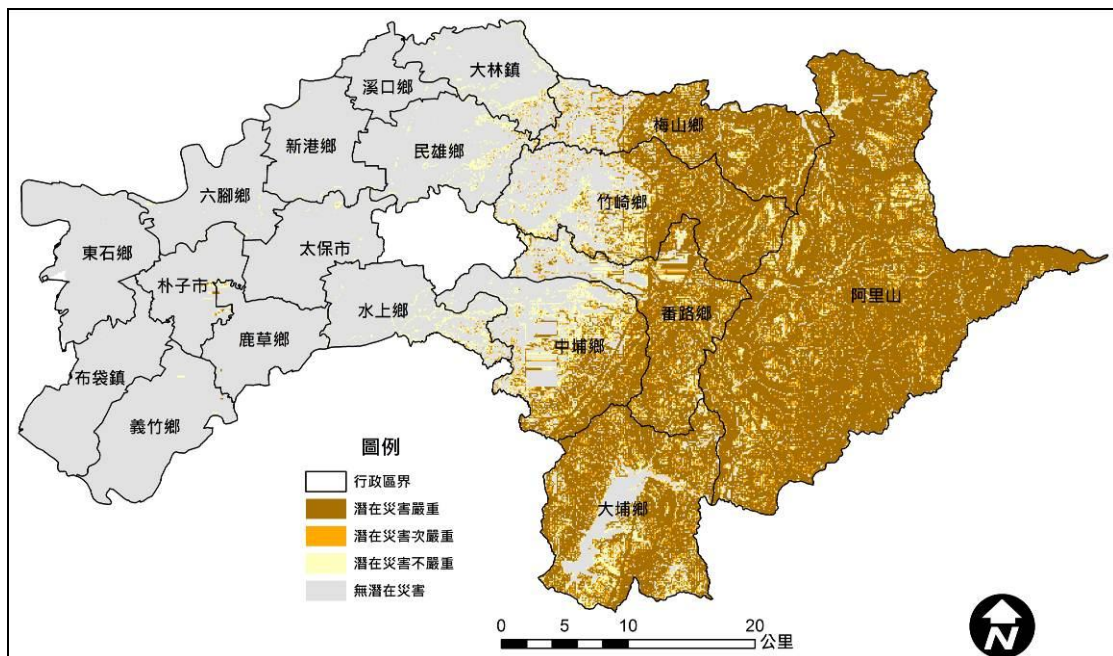 大林鎮
溪口鄉
梅山鄉
新港鄉
民雄鄉
六腳鄉
竹崎鄉
東石鄉
太保市
朴子市
阿里山
水上鄉
番路鄉
鹿草鄉
中埔鄉
布袋鎮
義竹鄉
大埔鄉
圖例
行政區界
潛在災害嚴重
潛在災害次嚴重
潛在災害不嚴重
無潛在災害
0 5 10 20
公里
N